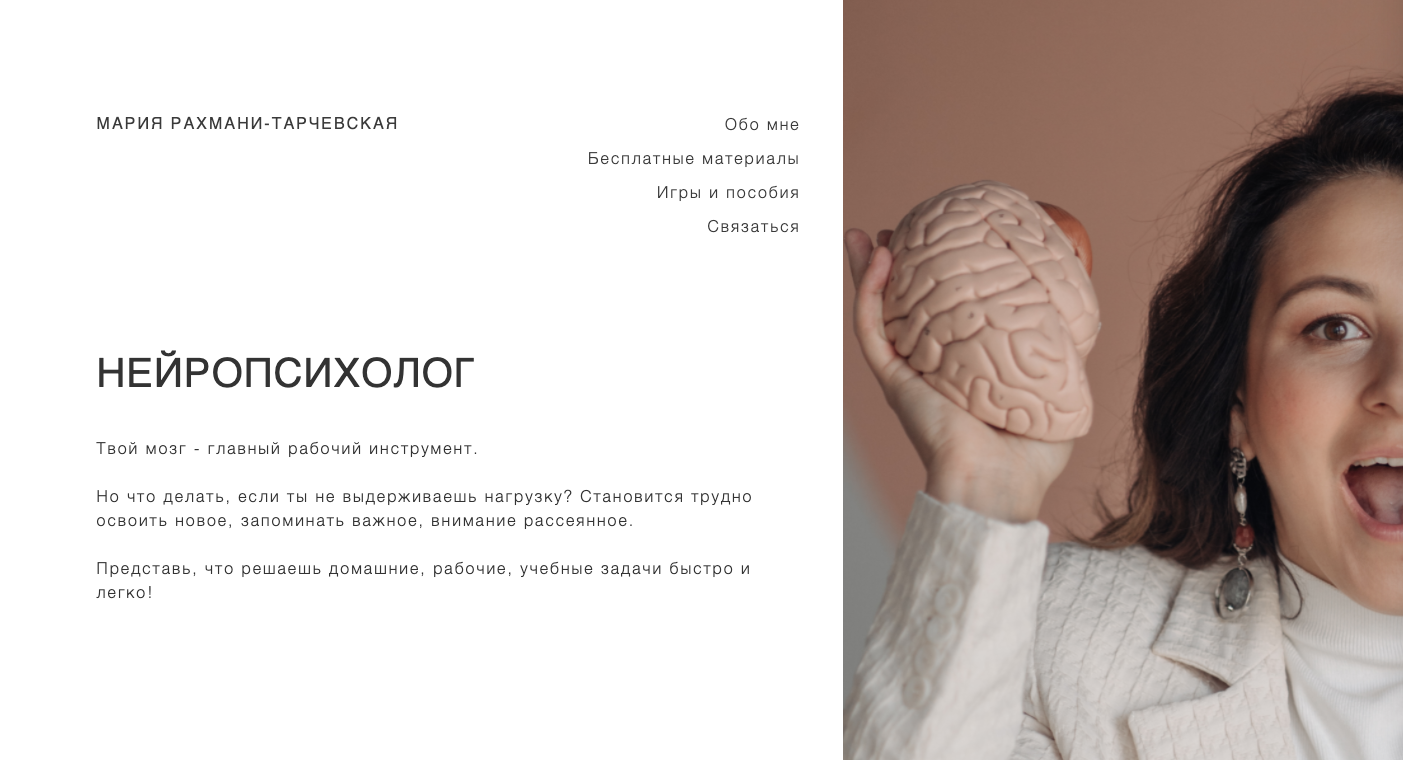 МАРИЯ РАХМАНИ-ТАРЧЕВСКАЯ
Обо мне
Бесплатные материалы
Игры и пособия
Связаться
НЕЙРОПСИХОЛОГ
Твой мозг - главный рабочий инструмент.
Но что делать, если ты не выдерживаешь нагрузку? Становится трудно
освоить новое, запоминать важное, внимание рассеянное.
Представь, что решаешь домашние, рабочие, учебные задачи быстро и
легко!